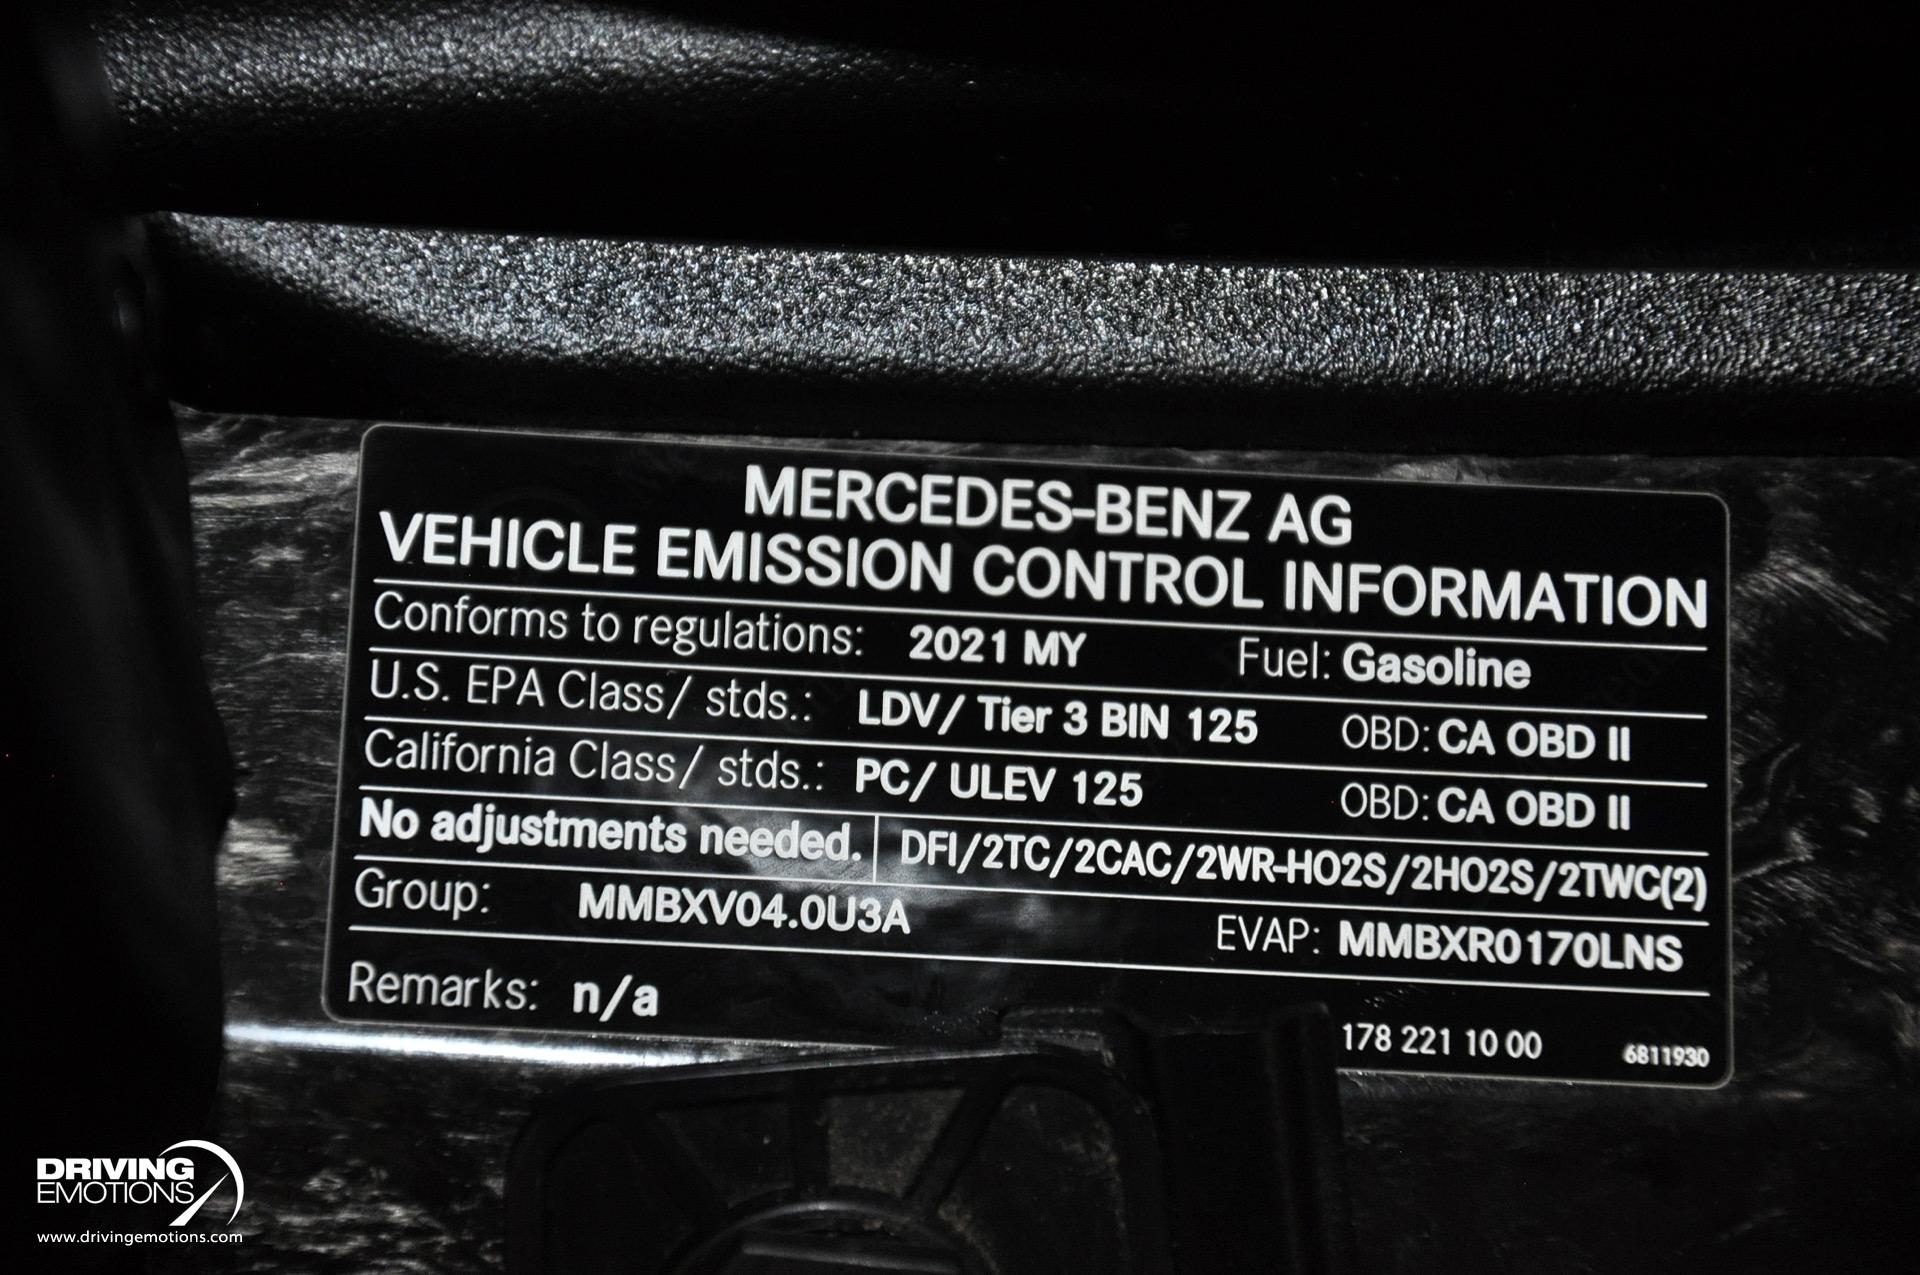 MERCEDES-BENZ AG
VEHICLE EMISSION CONTROL INFORMATION
Conforms to regulations: 2021 MY Fuel: Gasoline
U.S. EPA Class/ stds.: LDV/ Tier 3 BIN 125 OBD: CA OBD II
California Class/ stds.: PC/ ULEV 125 OBD: CA OBD II
No adjustments needed. DFI/2TC/2CAC/2WR-HO2S/2HO2S/2TWC(2)
Group: MMBXV04.0U3A EVAP: MMBXR0170LNS
Remarks: n/a
178 221 10 00 6811930
DRIVING
EMOTIONS
www.drivingemotions.com